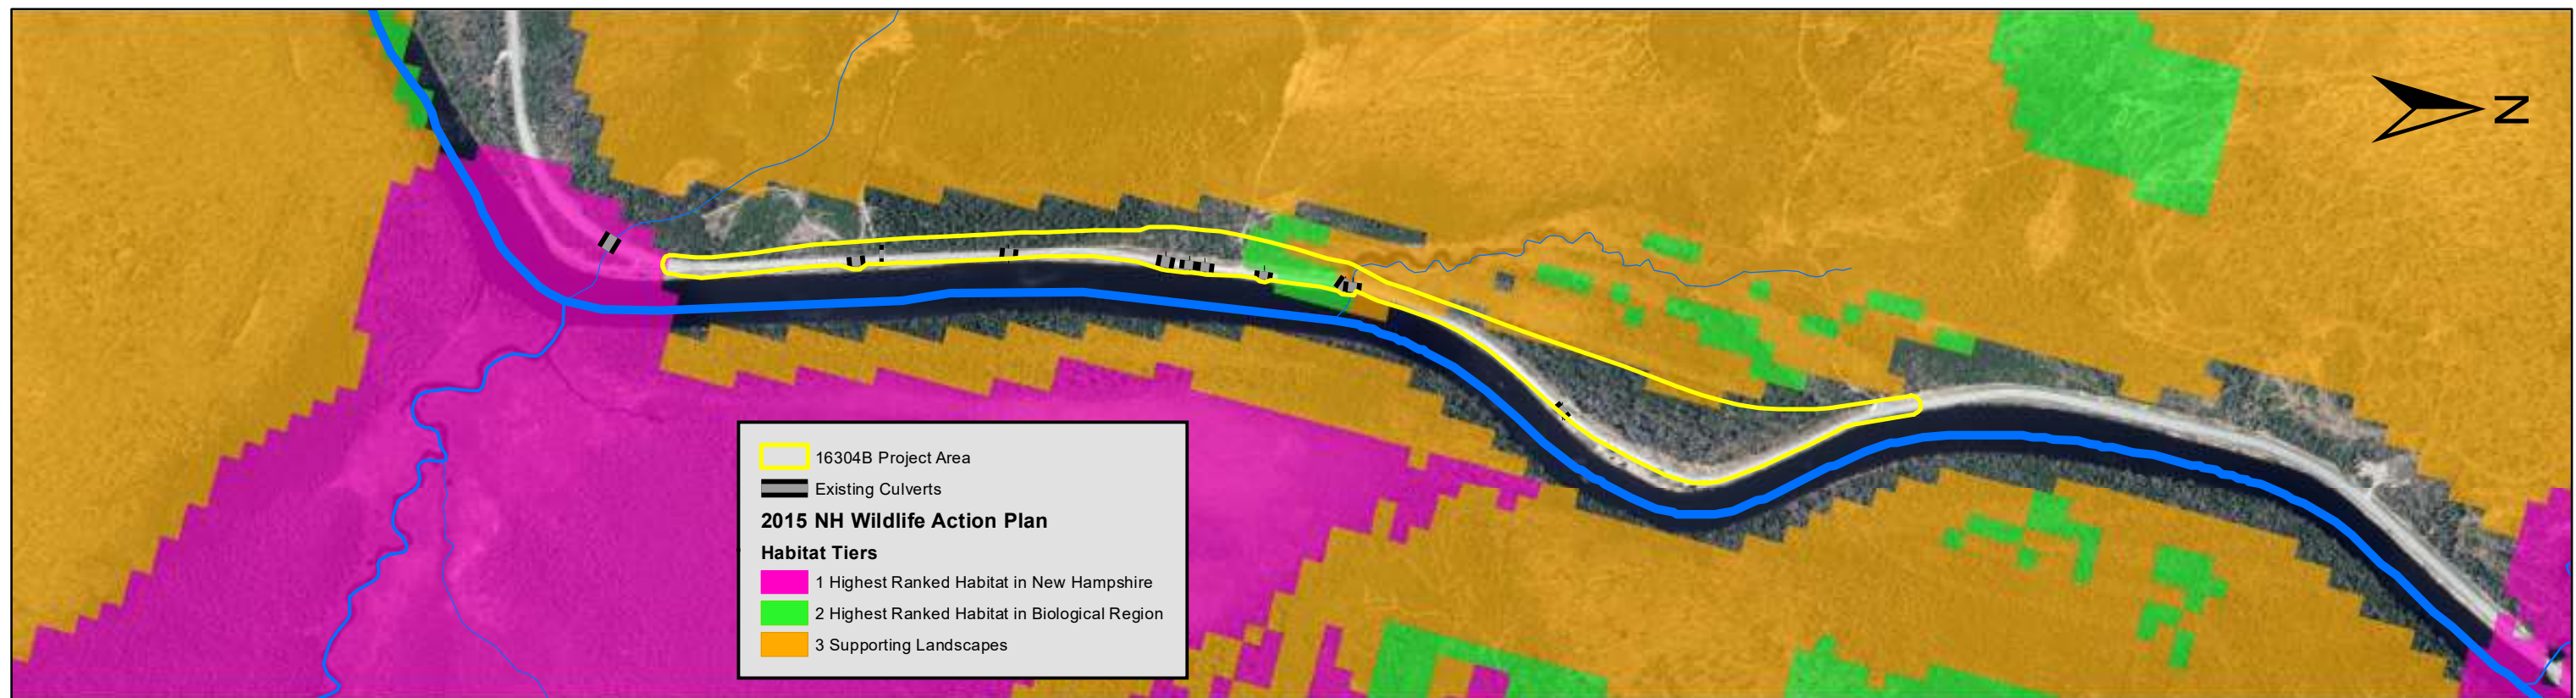 N
16304B Project Area
Existing Culverts
2015 NH Wildlife Action Plan
Habitat Tiers
1 Highest Ranked Habitat in New Hampshire
2 Highest Ranked Habitat in Biological Region
3 Supporting Landscapes